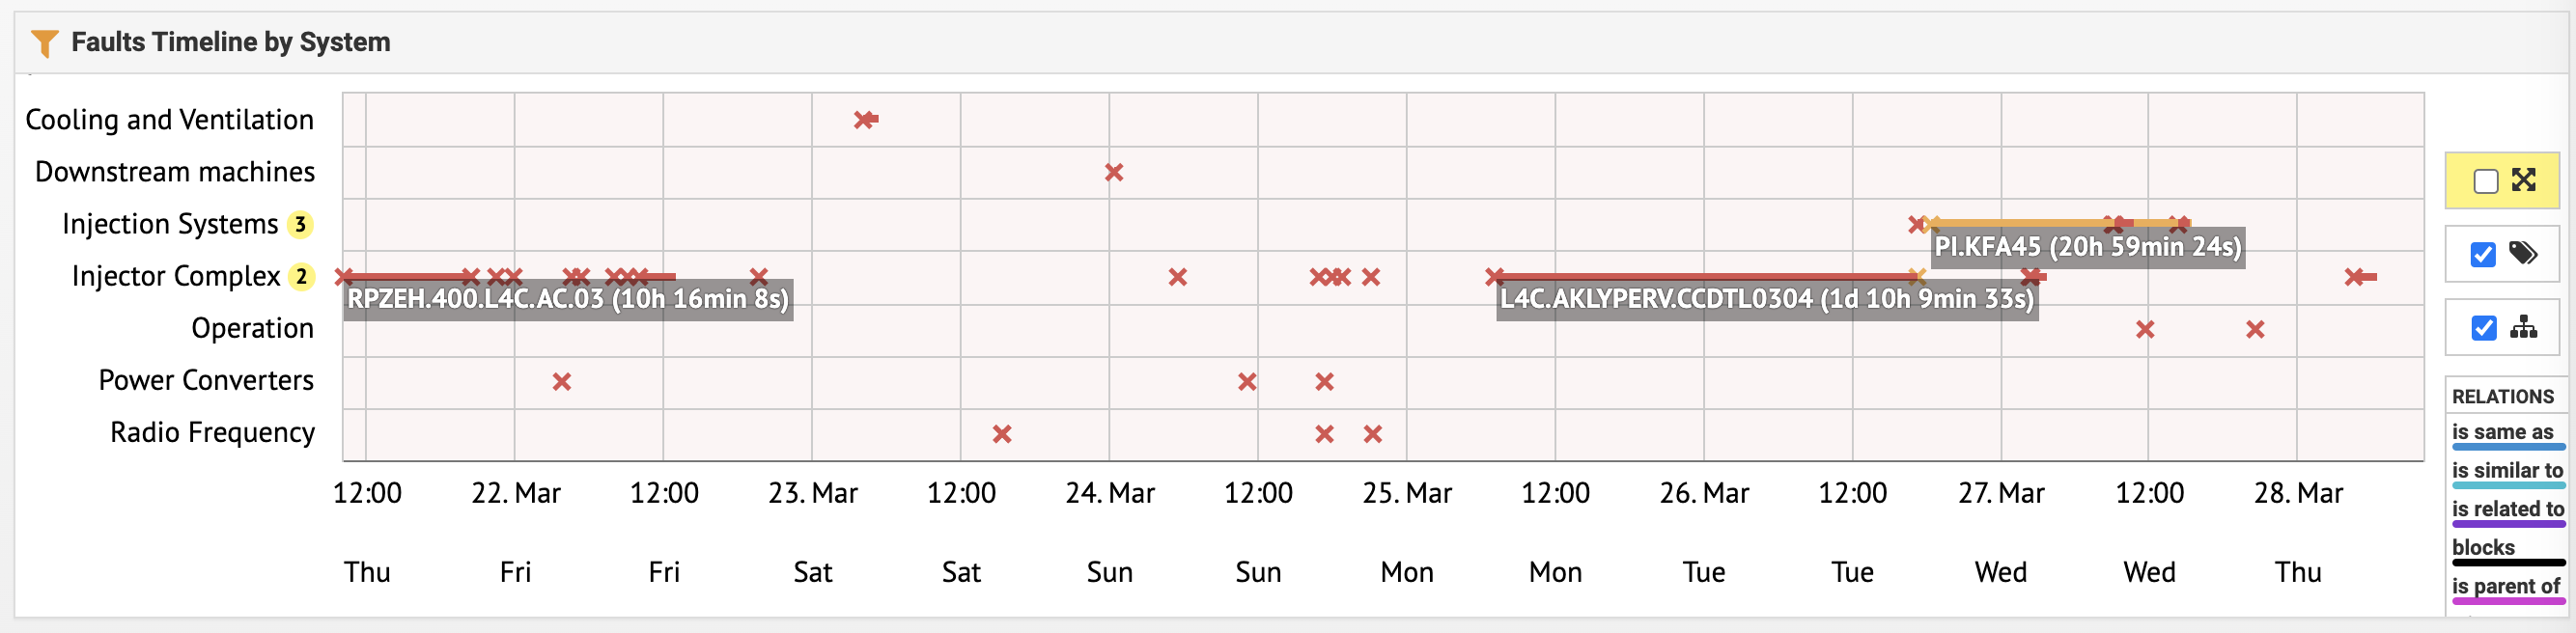 Faults Timeline by System
Cooling and Ventilation
Downstream machines
Injection Systems 3
PI.KFA45 (20h 59min 24s)
Injector Complex 2
RPZEH.400.L4C.AC.03 (10h 16min 8s)
L4C.AKLYPERV.CCDTL0304 (1d 10h 9min 33s)
Operation
Power Converters
Radio Frequency
12:00 22. Mar 12:00 23. Mar 12:00 24. Mar 12:00 25. Mar 12:00 26. Mar 12:00 27. Mar 12:00 28. Mar
Thu Fri Fri Sat Sat Sun Sun Mon Mon Tue Tue Wed Wed Thu
RELATIONS
is same as
is similar to
is related to
blocks
is parent of